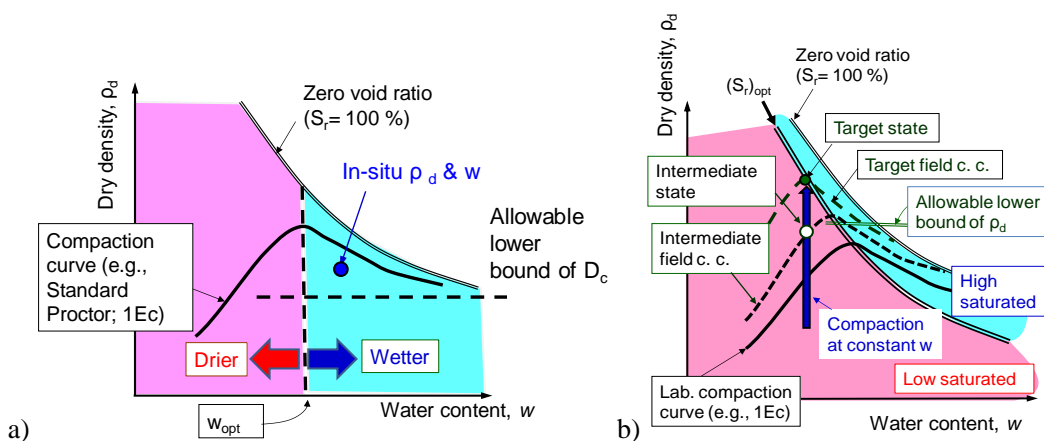 Dry density, ρd
Zero void ratio
(Sr= 100 %)
In-situ ρ d & w
Compaction
curve (e.g.,
Standard
Proctor; 1Ec)
Allowable
lower
bound of Dc
Drier
Wetter
wopt
Water content, w
a)
Dry density, ρd
(Sr)opt
Zero void ratio
(Sr= 100 %)
Target state
Target field c. c.
Intermediate
state
Allowable lower
bound of ρd
Intermediate
field c. c.
High
saturated
Compaction
at constant w
Low saturated
Lab. compaction
curve (e.g., 1Ec)
Water content, w
b)